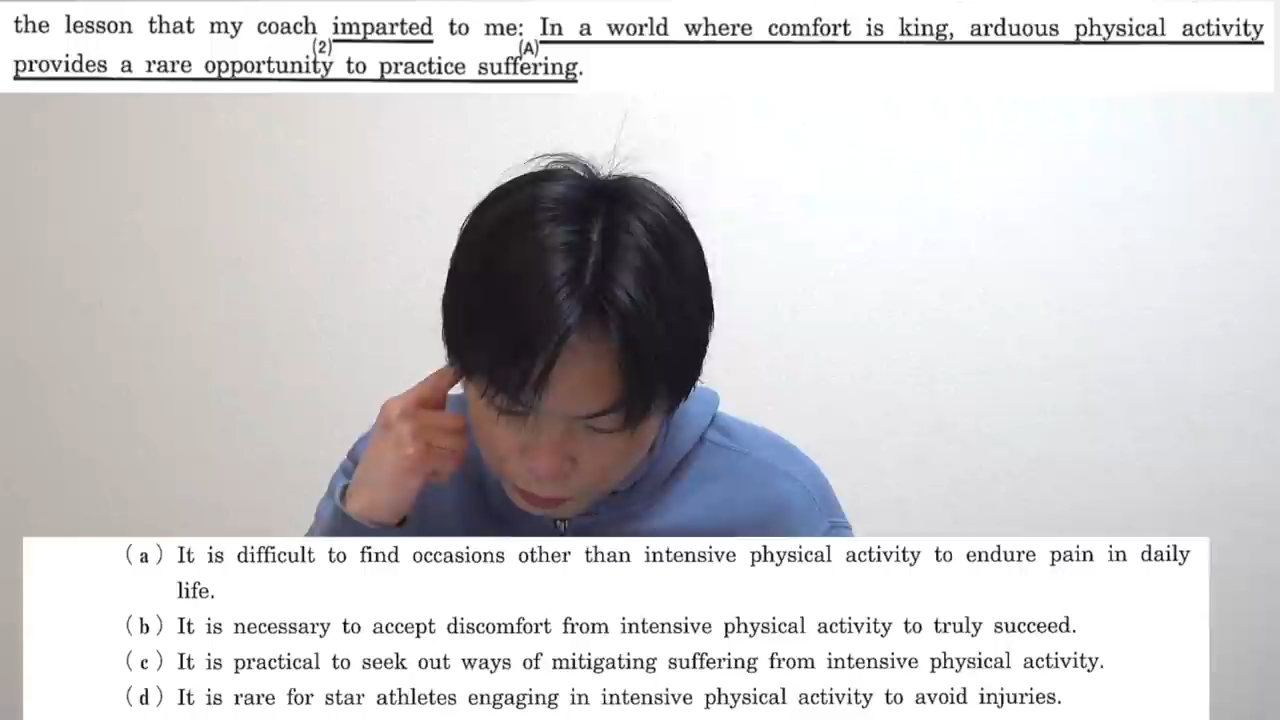 the lesson that my coach imparted to me: In a world where comfort is king, arduous physical activity
(2) (A)
provides a rare opportunity to practice suffering.
(a) It is difficult to find occasions other than intensive physical activity to endure pain in daily
life.
(b) It is necessary to accept discomfort from intensive physical activity to truly succeed.
(c) It is practical to seek out ways of mitigating suffering from intensive physical activity.
(d) It is rare for star athletes engaging in intensive physical activity to avoid injuries.